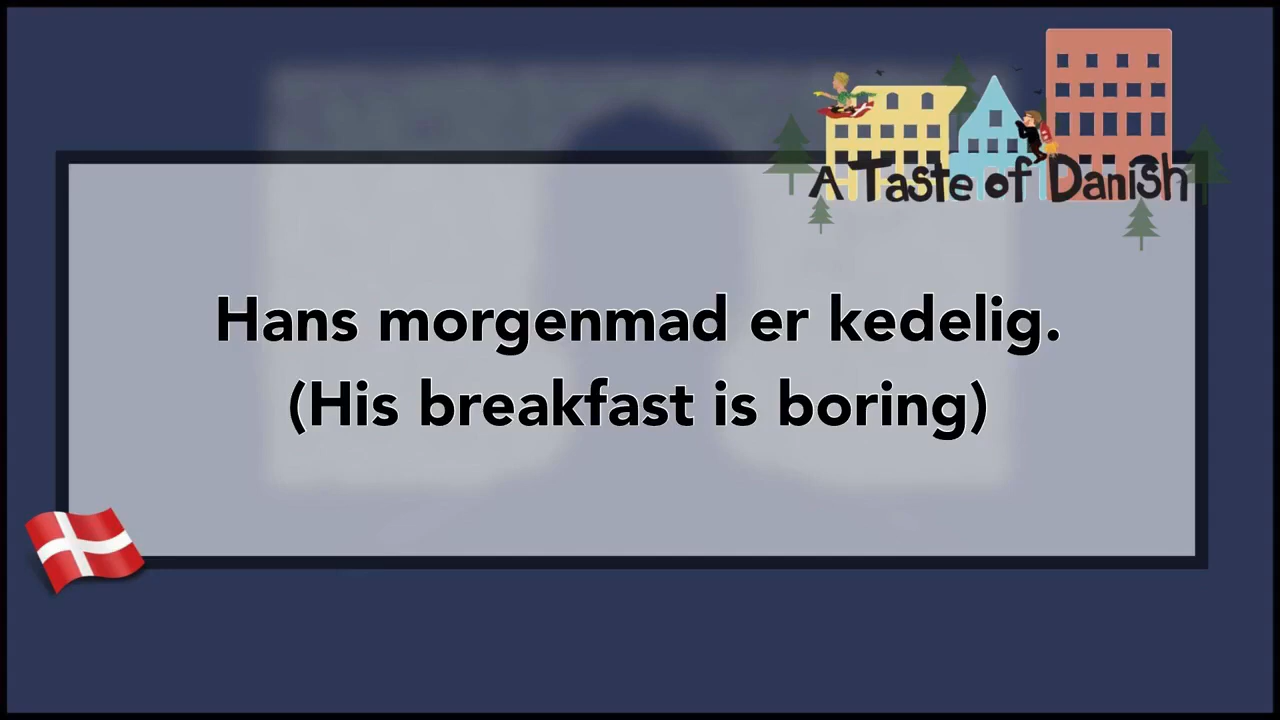 A Taste of Danish
Hans morgenmad er kedelig.
(His breakfast is boring)